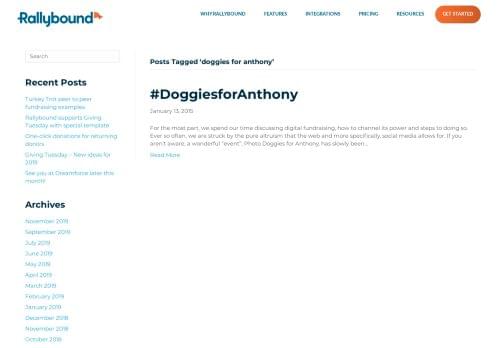 Rallybound
WHY RALLYBOUND
FEATURES
INTEGRATIONS
PRICING
RESOURCES
GET STARTED
Search
Recent Posts
Turkey Trot peer to peer
fundraising examples
Rallybound supports Giving
Tuesday with special template
One-click donations for returning
donors
Giving Tuesday – New ideas for
2019
See you at Dreamforce later this
month!
Archives
November 2019
September 2019
July 2019
June 2019
May 2019
April 2019
March 2019
February 2019
January 2019
December 2018
November 2018
October 2018
Posts Tagged ‘doggies for anthony’
#DoggiesforAnthony
January 13, 2015
For the most part, we spend our time discussing digital fundraising, how to channel its power and steps to doing so.
Ever so often, we are struck by the pure altruism that the web and more specifically, social media allows for. If you
aren't aware, a wonderful "event", Photo Doggies for Anthony, has slowly been...
Read More